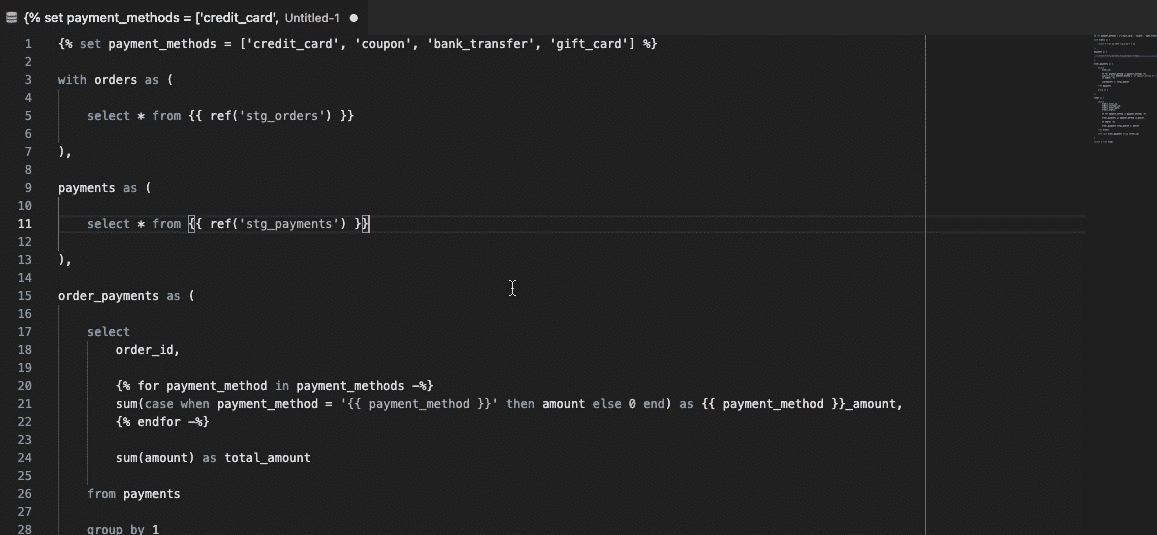 {% set payment_methods = ['credit_card', Untitled-1
1 {% set payment_methods = ['credit_card', 'coupon', 'bank_transfer', 'gift_card'] %}
2
3 with orders as (
4
5 select * from {{ ref('stg_orders') }}
6
7 ),
8
9 payments as (
10
11 select * from {{ ref('stg_payments') }}
12
13 ),
14
15 order_payments as (
16
17 select
18 order_id,
19
20 {% for payment_method in payment_methods -%}
21 sum(case when payment_method = '{{ payment_method }}' then amount else 0 end) as {{ payment_method }}_amount,
22 {% endfor -%}
23
24 sum(amount) as total_amount
25
26 from payments
27
28 group by 1